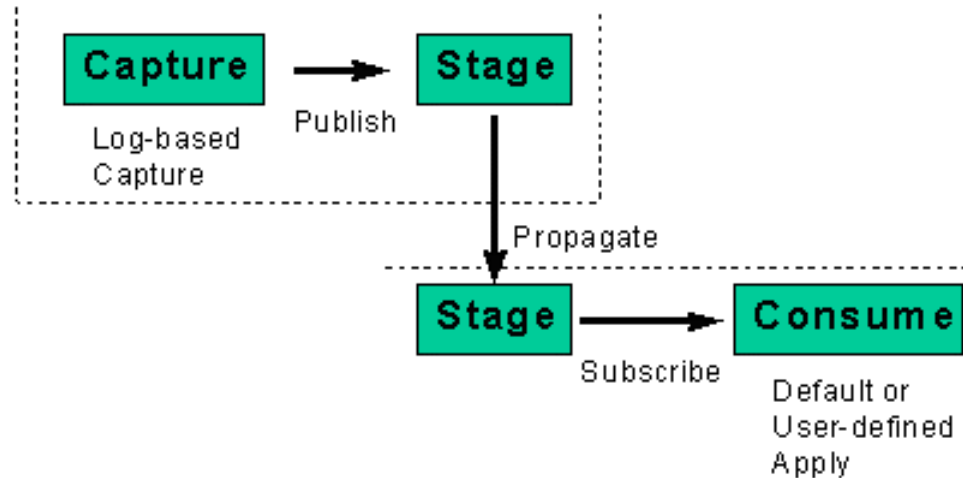 Capture
Stage
Publish
Log-based
Capture
Propagate
Stage
Consume
Subscribe
Default or
User-defined
Apply